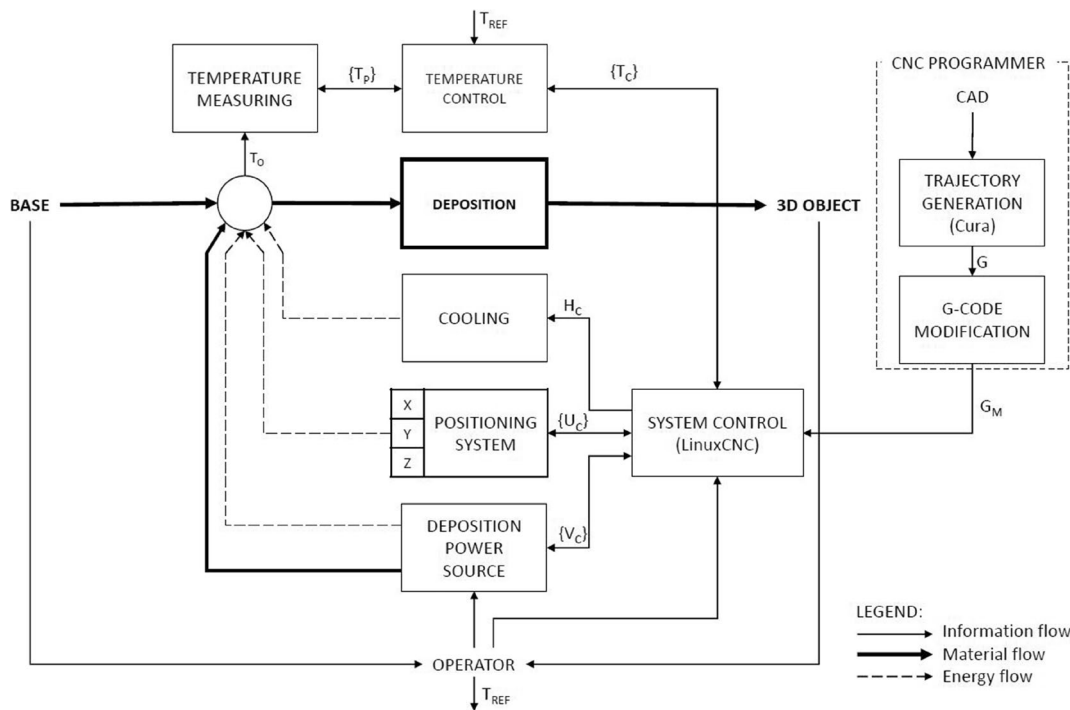 T_REF
CNC PROGRAMMER
CAD
TEMPERATURE
MEASURING
{T_P}
TEMPERATURE
CONTROL
{T_C}
T_O
BASE
DEPOSITION
3D OBJECT
TRAJECTORY
GENERATION
(Cura)
G
G-CODE
MODIFICATION
G_M
COOLING
H_C
X
Y
Z
POSITIONING
SYSTEM
{U_C}
SYSTEM CONTROL
(LinuxCNC)
DEPOSITION
POWER
SOURCE
{V_C}
OPERATOR
T_REF
LEGEND:
Information flow
Material flow
Energy flow